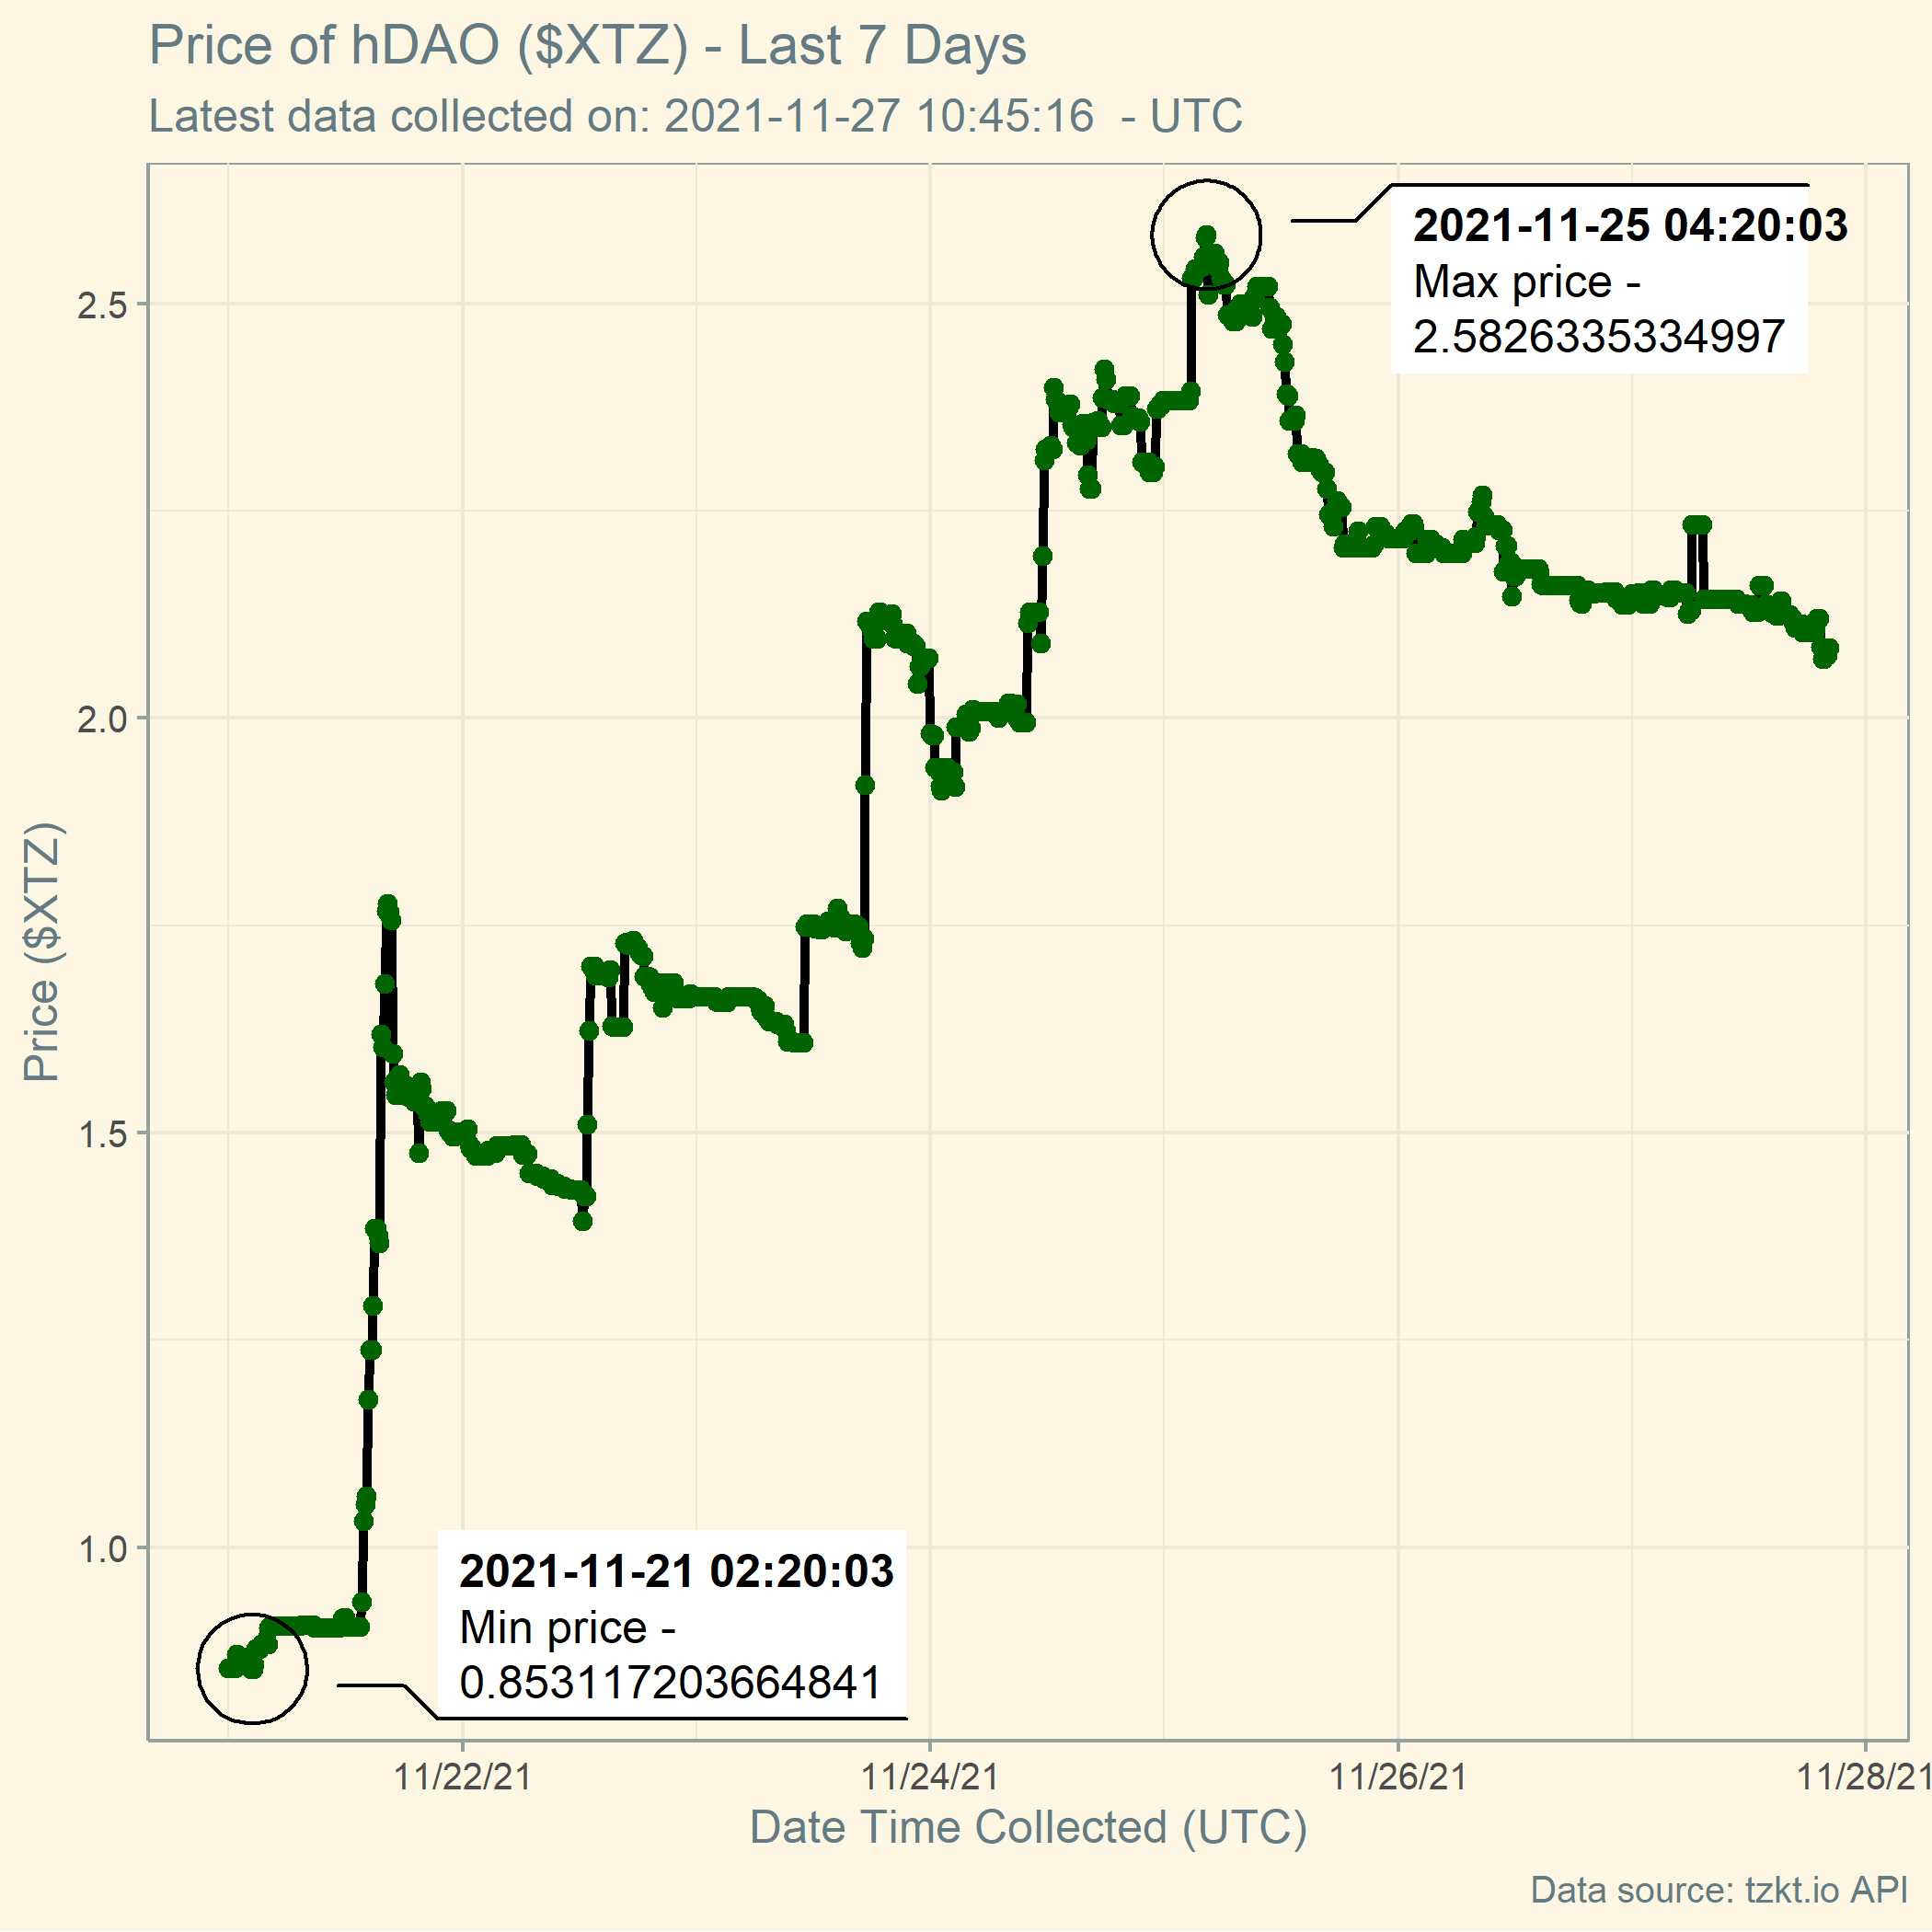 Price of hDAO ($XTZ) - Last 7 Days
Latest data collected on: 2021-11-27 10:45:16  - UTC
2021-11-25 04:20:03
Max price -
2.5826335334997
2.5
2.0
Price ($XTZ)
1.5
1.0
2021-11-21 02:20:03
Min price -
0.853117203664841
11/22/21
11/24/21
11/26/21
11/28/21
Date Time Collected (UTC)
Data source: tzkt.io API